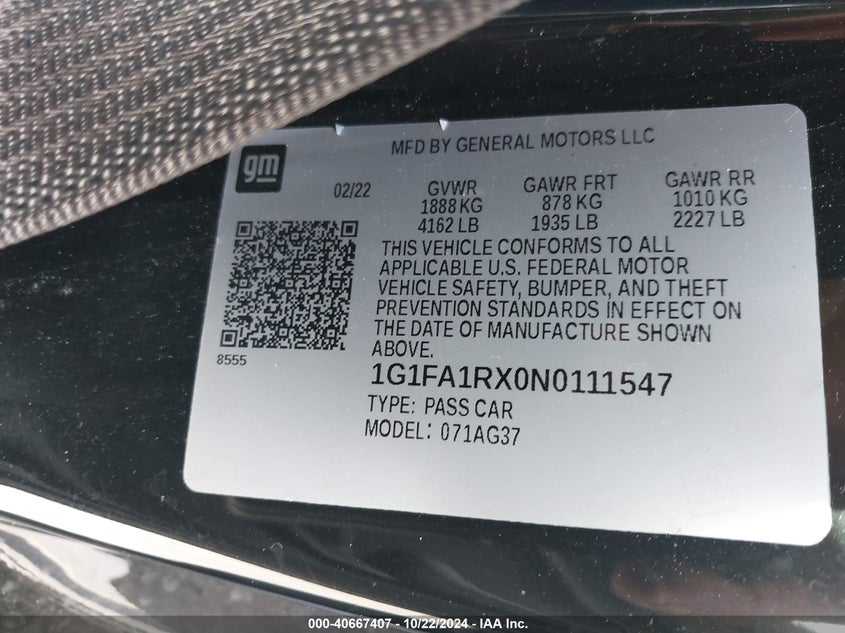 MFD BY GENERAL MOTORS LLC
gm
02/22
GVWR
1888 KG
4162 LB
GAWR FRT
878 KG
1935 LB
GAWR RR
1010 KG
2227 LB
THIS VEHICLE CONFORMS TO ALL
APPLICABLE U.S. FEDERAL MOTOR
VEHICLE SAFETY, BUMPER, AND THEFT
PREVENTION STANDARDS IN EFFECT ON
THE DATE OF MANUFACTURE SHOWN
ABOVE.
8555
1G1FA1RX0N0111547
TYPE: PASS CAR
MODEL: 071AG37
000-40667407 - 10/22/2024 - IAA Inc.